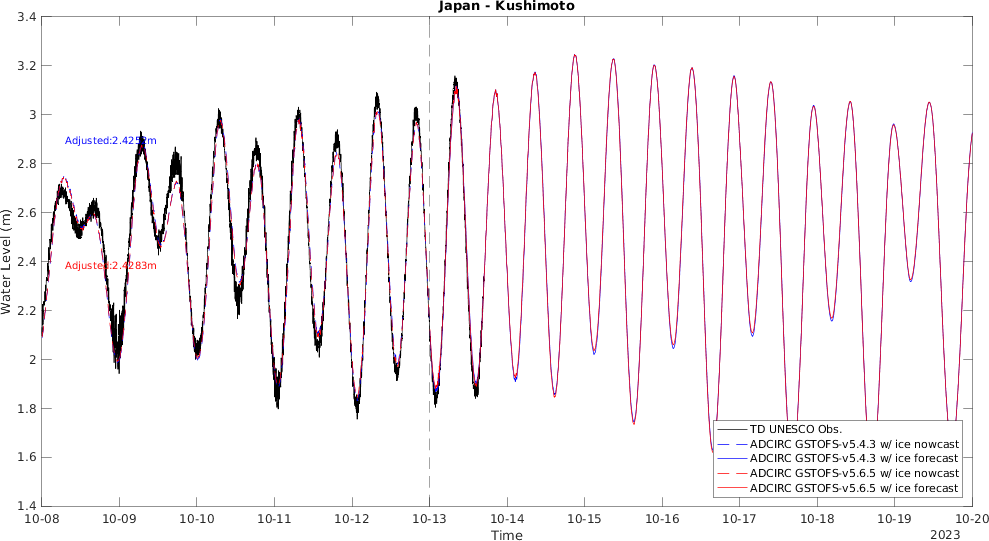 Japan - Kushimoto
3.4
3.2
3
2.8
2.6
2.4
2.2
2
1.8
1.6
1.4
Water Level (m)
Adjusted:2.4257m
Adjusted:2.4283m
TD UNESCO Obs.
ADCIRC GSTOFS-v5.4.3 w/ ice nowcast
ADCIRC GSTOFS-v5.4.3 w/ ice forecast
ADCIRC GSTOFS-v5.6.5 w/ ice nowcast
ADCIRC GSTOFS-v5.6.5 w/ ice forecast
10-08 10-09 10-10 10-11 10-12 10-13 10-14 10-15 10-16 10-17 10-18 10-19 10-20
Time
2023